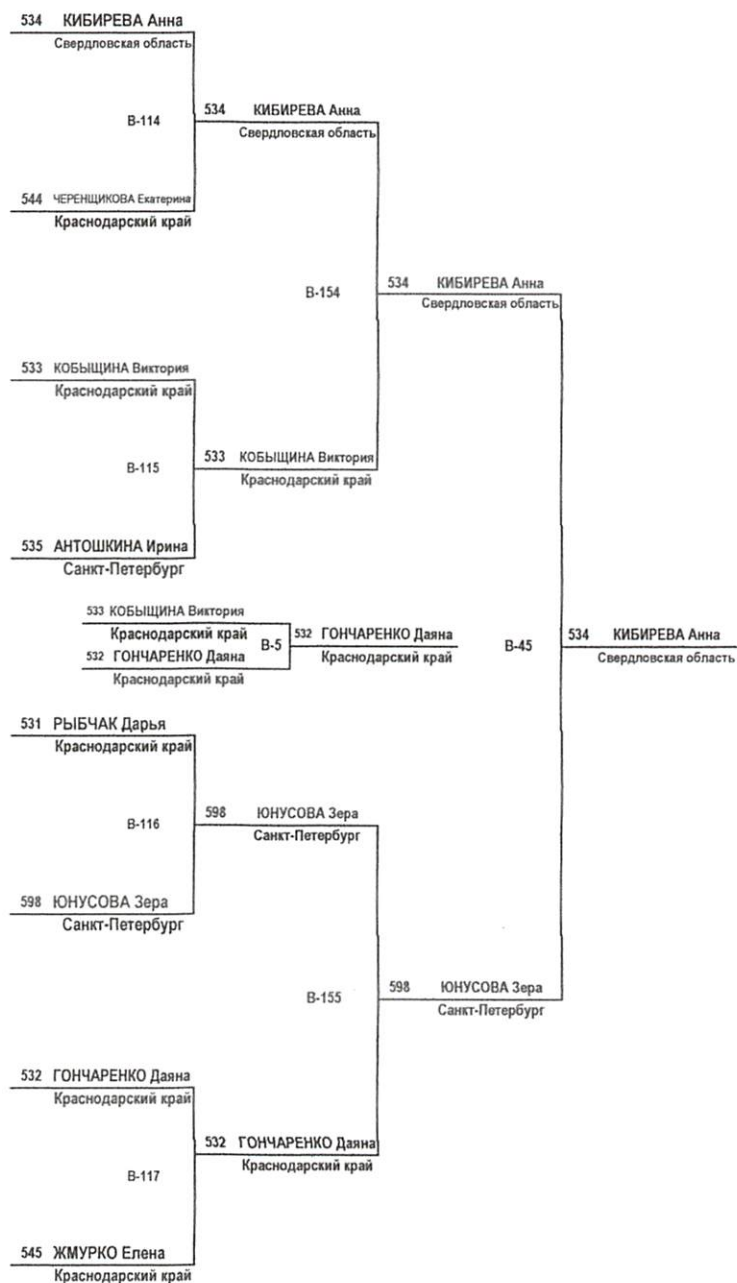 534 КИБИРЕВА Анна
Свердловская область
В-114
534 КИБИРЕВА Анна
Свердловская область
544 ЧЕРЕНЩИКОВА Екатерина
Краснодарский край
В-154
534 КИБИРЕВА Анна
Свердловская область
533 КОБЫЩИНА Виктория
Краснодарский край
В-115
533 КОБЫЩИНА Виктория
Краснодарский край
535 АНТОШКИНА Ирина
Санкт-Петербург
533 КОБЫЩИНА Виктория
Краснодарский край
В-5
532 ГОНЧАРЕНКО Даяна
Краснодарский край
532 ГОНЧАРЕНКО Даяна
Краснодарский край
В-45
534 КИБИРЕВА Анна
Свердловская область
531 РЫБЧАК Дарья
Краснодарский край
В-116
598 ЮНУСОВА Зера
Санкт-Петербург
598 ЮНУСОВА Зера
Санкт-Петербург
В-155
598 ЮНУСОВА Зера
Санкт-Петербург
532 ГОНЧАРЕНКО Даяна
Краснодарский край
В-117
532 ГОНЧАРЕНКО Даяна
Краснодарский край
545 ЖМУРКО Елена
Краснодарский край